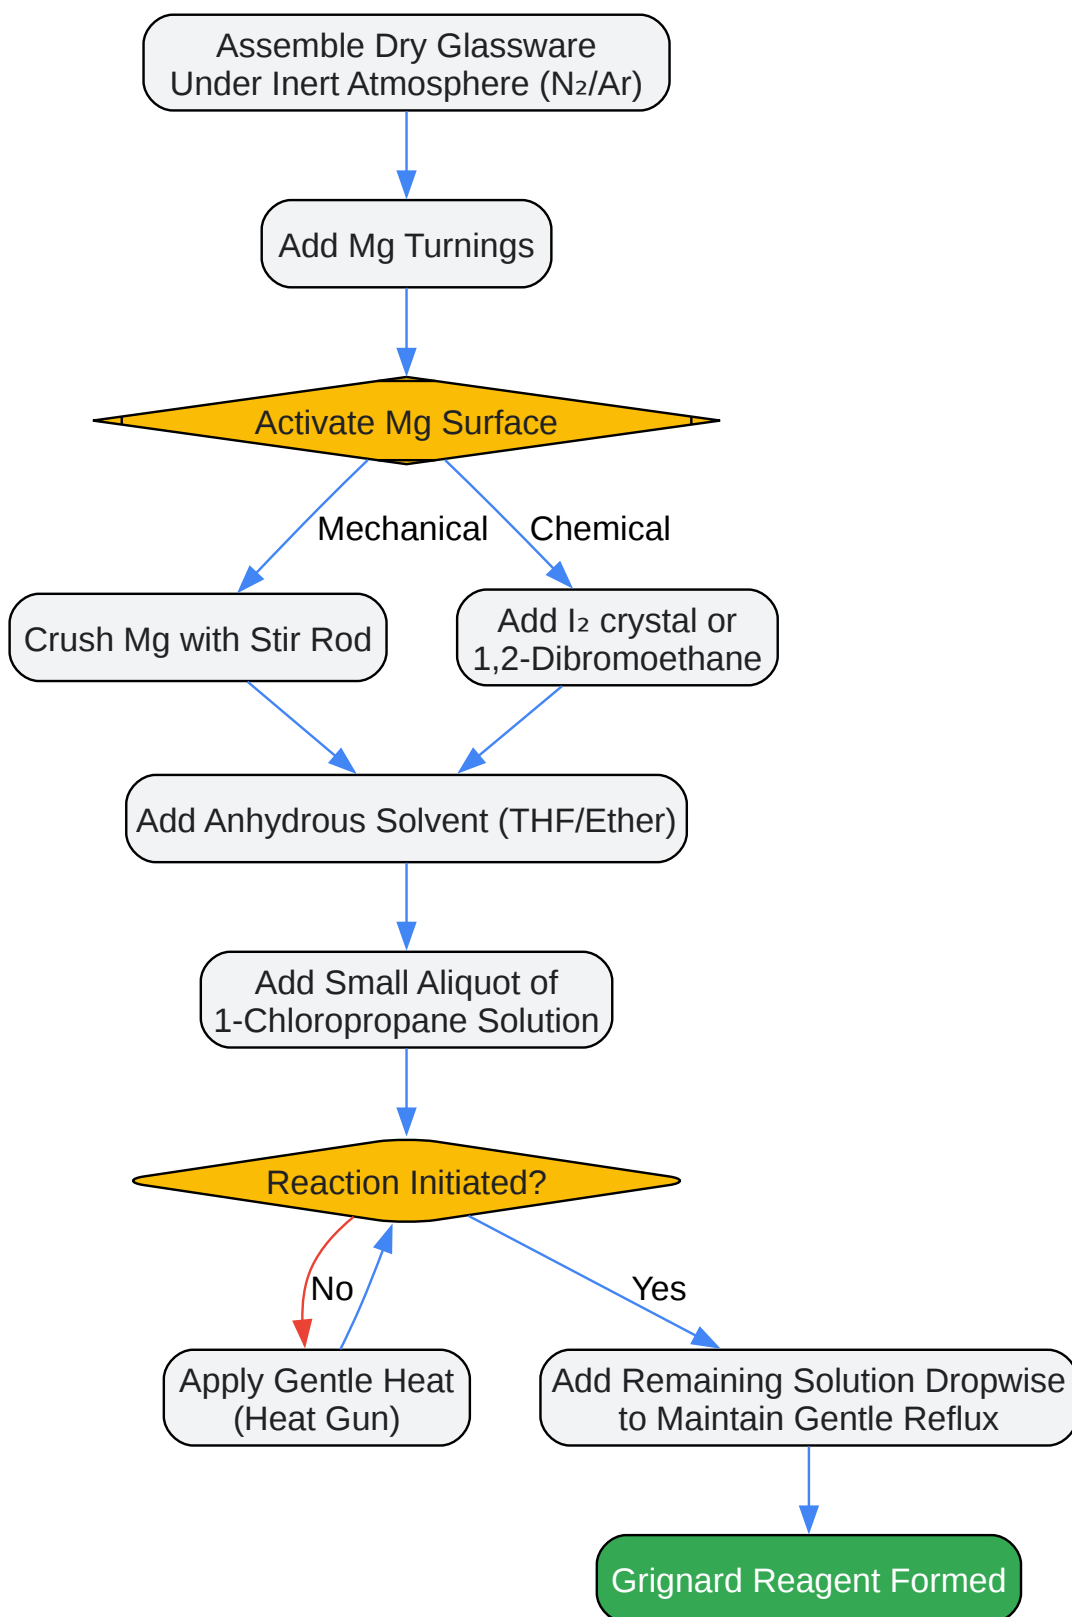 Assemble Dry Glassware
Under Inert Atmosphere (N₂/Ar)
Add Mg Turnings
Activate Mg Surface
Mechanical
Chemical
Crush Mg with Stir Rod
Add I₂ crystal or
1,2-Dibromoethane
Add Anhydrous Solvent (THF/Ether)
Add Small Aliquot of
1-Chloropropane Solution
Reaction Initiated?
No
Yes
Apply Gentle Heat
(Heat Gun)
Add Remaining Solution Dropwise
to Maintain Gentle Reflux
Grignard Reagent Formed